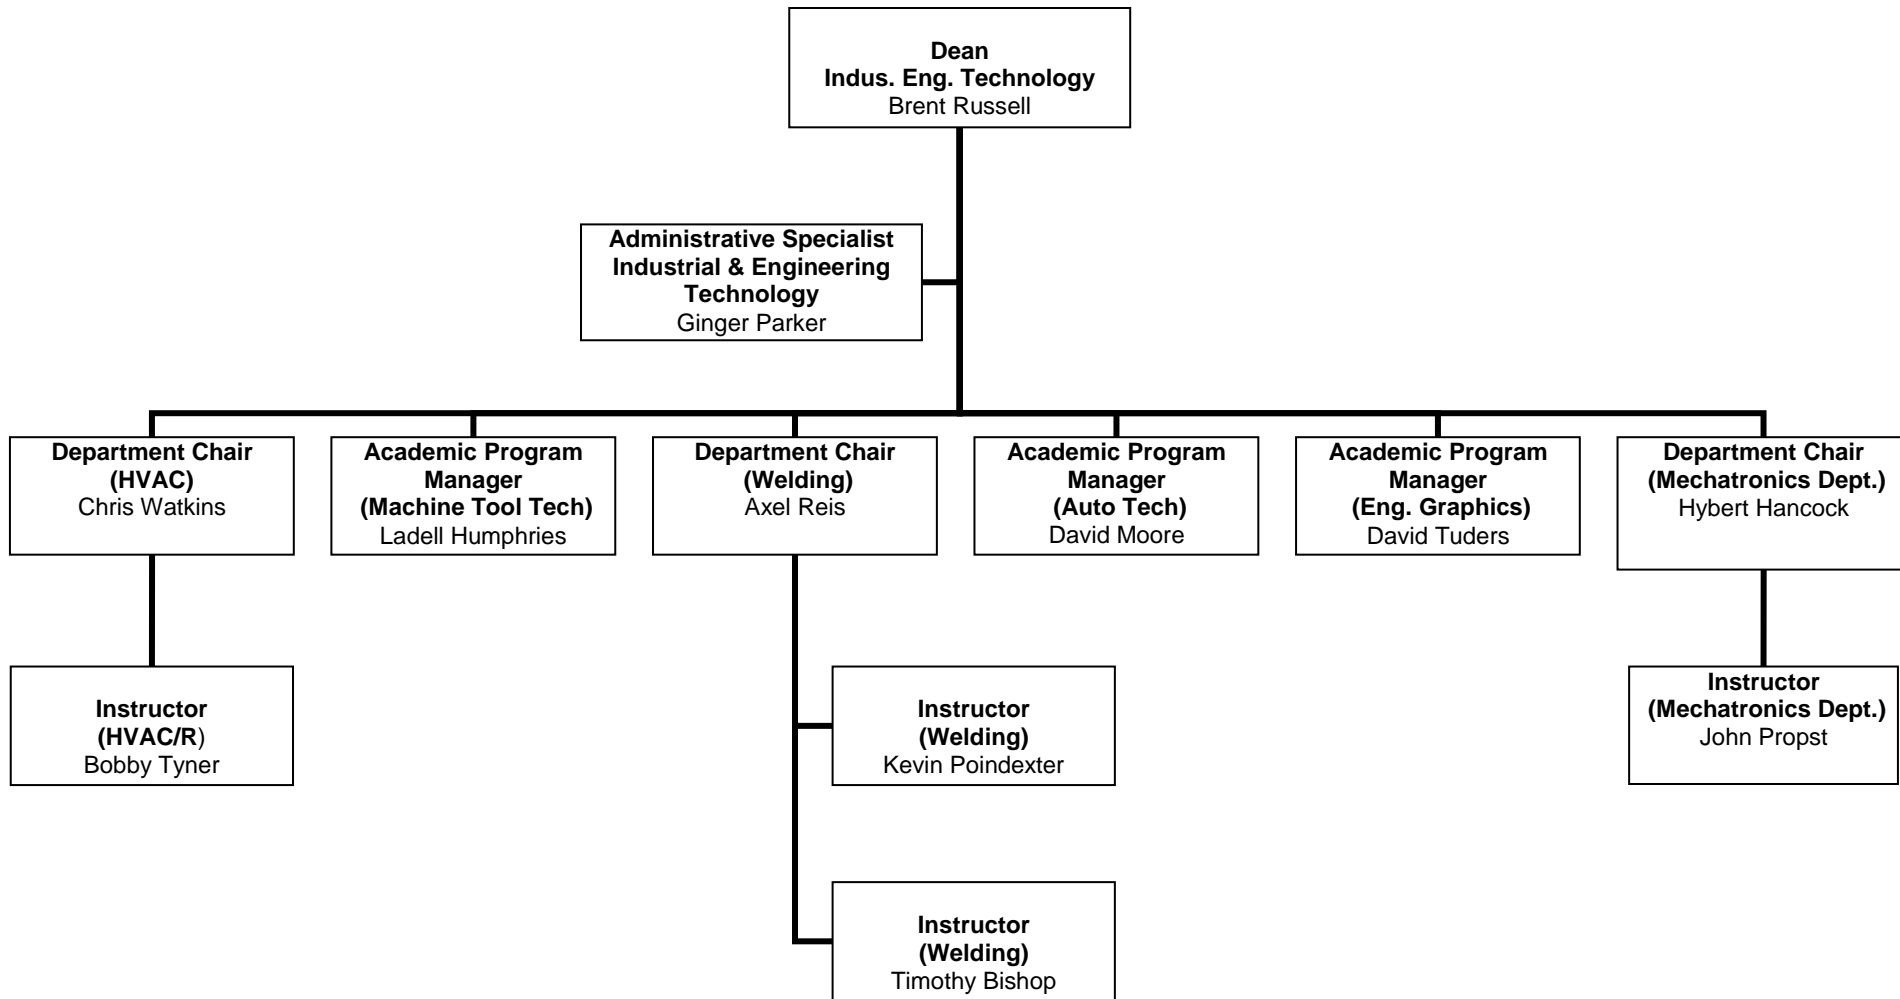 Dean
Indus. Eng. Technology
Brent Russell
Administrative Specialist
Industrial & Engineering
Technology
Ginger Parker
Department Chair
(HVAC)
Chris Watkins
Academic Program
Manager
(Machine Tool Tech)
Ladell Humphries
Department Chair
(Welding)
Axel Reis
Academic Program
Manager
(Auto Tech)
David Moore
Academic Program
Manager
(Eng. Graphics)
David Tuders
Department Chair
(Mechatronics Dept.)
Hybert Hancock
Instructor
(HVAC/R)
Bobby Tyner
Instructor
(Welding)
Kevin Poindexter
Instructor
(Mechatronics Dept.)
John Propst
Instructor
(Welding)
Timothy Bishop